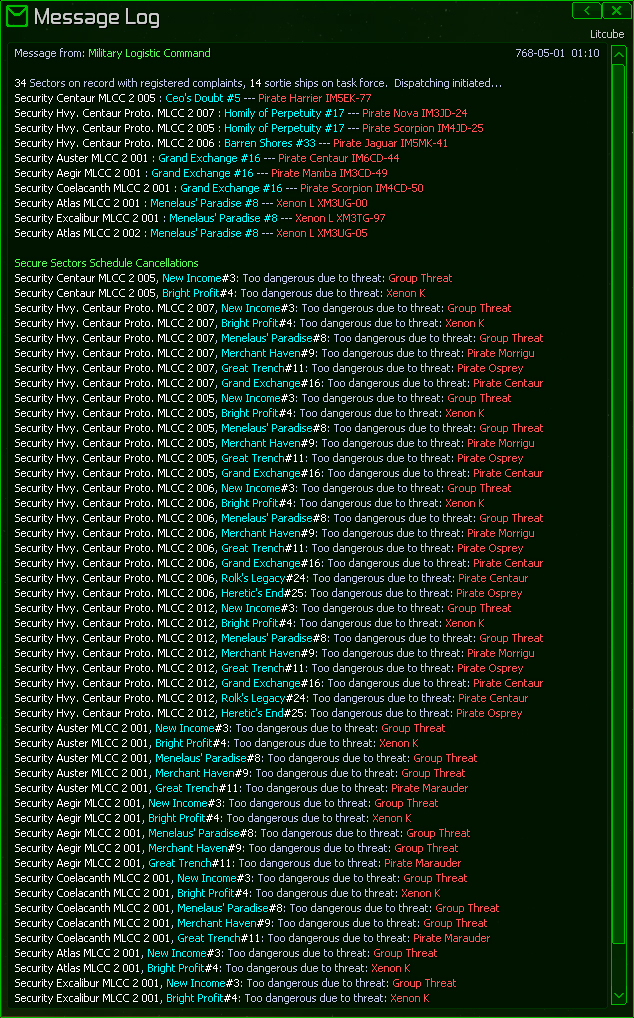 Message Log
Litcube
Message from: Military Logistic Command 768-05-01 01:10
34 Sectors on record with registered complaints, 14 sortie ships on task force. Dispatching initiated...
Security Centaur MLCC 2 005 : Ceo's Doubt #5 --- Pirate Harrier IM5EK-77
Security Hvy. Centaur Proto. MLCC 2 007 : Homily of Perpetuity #17 --- Pirate Nova IM3JD-24
Security Hvy. Centaur Proto. MLCC 2 005 : Homily of Perpetuity #17 --- Pirate Scorpion IM4JD-25
Security Hvy. Centaur Proto. MLCC 2 006 : Barren Shores #33 --- Pirate Jaguar IM5MK-41
Security Auster MLCC 2 001 : Grand Exchange #16 --- Pirate Centaur IM6CD-44
Security Aegir MLCC 2 001 : Grand Exchange #16 --- Pirate Mamba IM3CD-49
Security Coelacanth MLCC 2 001 : Grand Exchange #16 --- Pirate Scorpion IM4CD-50
Security Atlas MLCC 2 001 : Menelaus' Paradise #8 --- Xenon L XM3UG-00
Security Excalibur MLCC 2 001 : Menelaus' Paradise #8 --- Xenon L XM3TG-97
Security Atlas MLCC 2 002 : Menelaus' Paradise #8 --- Xenon L XM3UG-05
Secure Sectors Schedule Cancellations
Security Centaur MLCC 2 005, New Income#3: Too dangerous due to threat: Group Threat
Security Centaur MLCC 2 005, Bright Profit#4: Too dangerous due to threat: Xenon K
Security Hvy. Centaur Proto. MLCC 2 007, New Income#3: Too dangerous due to threat: Group Threat
Security Hvy. Centaur Proto. MLCC 2 007, Bright Profit#4: Too dangerous due to threat: Xenon K
Security Hvy. Centaur Proto. MLCC 2 007, Menelaus' Paradise#8: Too dangerous due to threat: Group Threat
Security Hvy. Centaur Proto. MLCC 2 007, Merchant Haven#9: Too dangerous due to threat: Pirate Morrigu
Security Hvy. Centaur Proto. MLCC 2 007, Great Trench#11: Too dangerous due to threat: Pirate Osprey
Security Hvy. Centaur Proto. MLCC 2 007, Grand Exchange#16: Too dangerous due to threat: Pirate Centaur
Security Hvy. Centaur Proto. MLCC 2 005, New Income#3: Too dangerous due to threat: Group Threat
Security Hvy. Centaur Proto. MLCC 2 005, Bright Profit#4: Too dangerous due to threat: Xenon K
Security Hvy. Centaur Proto. MLCC 2 005, Menelaus' Paradise#8: Too dangerous due to threat: Group Threat
Security Hvy. Centaur Proto. MLCC 2 005, Merchant Haven#9: Too dangerous due to threat: Pirate Morrigu
Security Hvy. Centaur Proto. MLCC 2 005, Great Trench#11: Too dangerous due to threat: Pirate Osprey
Security Hvy. Centaur Proto. MLCC 2 005, Grand Exchange#16: Too dangerous due to threat: Pirate Centaur
Security Hvy. Centaur Proto. MLCC 2 006, New Income#3: Too dangerous due to threat: Group Threat
Security Hvy. Centaur Proto. MLCC 2 006, Bright Profit#4: Too dangerous due to threat: Xenon K
Security Hvy. Centaur Proto. MLCC 2 006, Menelaus' Paradise#8: Too dangerous due to threat: Group Threat
Security Hvy. Centaur Proto. MLCC 2 006, Merchant Haven#9: Too dangerous due to threat: Pirate Morrigu
Security Hvy. Centaur Proto. MLCC 2 006, Great Trench#11: Too dangerous due to threat: Pirate Osprey
Security Hvy. Centaur Proto. MLCC 2 006, Grand Exchange#16: Too dangerous due to threat: Pirate Centaur
Security Hvy. Centaur Proto. MLCC 2 006, Rolk's Legacy#24: Too dangerous due to threat: Pirate Centaur
Security Hvy. Centaur Proto. MLCC 2 006, Heretic's End#25: Too dangerous due to threat: Pirate Osprey
Security Hvy. Centaur Proto. MLCC 2 012, New Income#3: Too dangerous due to threat: Group Threat
Security Hvy. Centaur Proto. MLCC 2 012, Bright Profit#4: Too dangerous due to threat: Xenon K
Security Hvy. Centaur Proto. MLCC 2 012, Menelaus' Paradise#8: Too dangerous due to threat: Group Threat
Security Hvy. Centaur Proto. MLCC 2 012, Merchant Haven#9: Too dangerous due to threat: Pirate Morrigu
Security Hvy. Centaur Proto. MLCC 2 012, Great Trench#11: Too dangerous due to threat: Pirate Osprey
Security Hvy. Centaur Proto. MLCC 2 012, Grand Exchange#16: Too dangerous due to threat: Pirate Centaur
Security Hvy. Centaur Proto. MLCC 2 012, Rolk's Legacy#24: Too dangerous due to threat: Pirate Centaur
Security Hvy. Centaur Proto. MLCC 2 012, Heretic's End#25: Too dangerous due to threat: Pirate Osprey
Security Auster MLCC 2 001, New Income#3: Too dangerous due to threat: Group Threat
Security Auster MLCC 2 001, Bright Profit#4: Too dangerous due to threat: Xenon K
Security Auster MLCC 2 001, Menelaus' Paradise#8: Too dangerous due to threat: Group Threat
Security Auster MLCC 2 001, Merchant Haven#9: Too dangerous due to threat: Group Threat
Security Auster MLCC 2 001, Great Trench#11: Too dangerous due to threat: Pirate Marauder
Security Aegir MLCC 2 001, New Income#3: Too dangerous due to threat: Group Threat
Security Aegir MLCC 2 001, Bright Profit#4: Too dangerous due to threat: Xenon K
Security Aegir MLCC 2 001, Menelaus' Paradise#8: Too dangerous due to threat: Group Threat
Security Aegir MLCC 2 001, Merchant Haven#9: Too dangerous due to threat: Group Threat
Security Aegir MLCC 2 001, Great Trench#11: Too dangerous due to threat: Pirate Marauder
Security Coelacanth MLCC 2 001, New Income#3: Too dangerous due to threat: Group Threat
Security Coelacanth MLCC 2 001, Bright Profit#4: Too dangerous due to threat: Xenon K
Security Coelacanth MLCC 2 001, Menelaus' Paradise#8: Too dangerous due to threat: Group Threat
Security Coelacanth MLCC 2 001, Merchant Haven#9: Too dangerous due to threat: Group Threat
Security Coelacanth MLCC 2 001, Great Trench#11: Too dangerous due to threat: Pirate Marauder
Security Atlas MLCC 2 001, New Income#3: Too dangerous due to threat: Group Threat
Security Atlas MLCC 2 001, Bright Profit#4: Too dangerous due to threat: Xenon K
Security Excalibur MLCC 2 001, New Income#3: Too dangerous due to threat: Group Threat
Security Excalibur MLCC 2 001, Bright Profit#4: Too dangerous due to threat: Xenon K